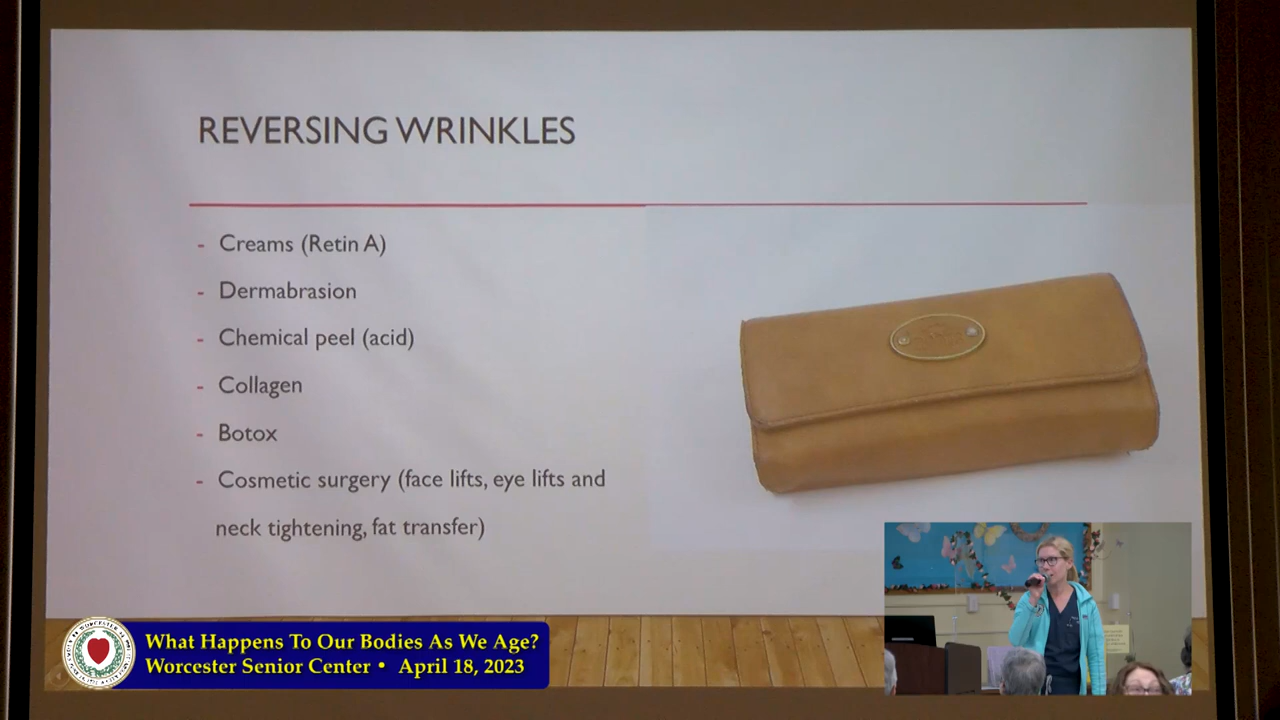 REVERSING WRINKLES
- Creams (Retin A)
- Dermabrasion
- Chemical peel (acid)
- Collagen
- Botox
- Cosmetic surgery (face lifts, eye lifts and
neck tightening, fat transfer)
What Happens To Our Bodies As We Age?
Worcester Senior Center • April 18, 2023